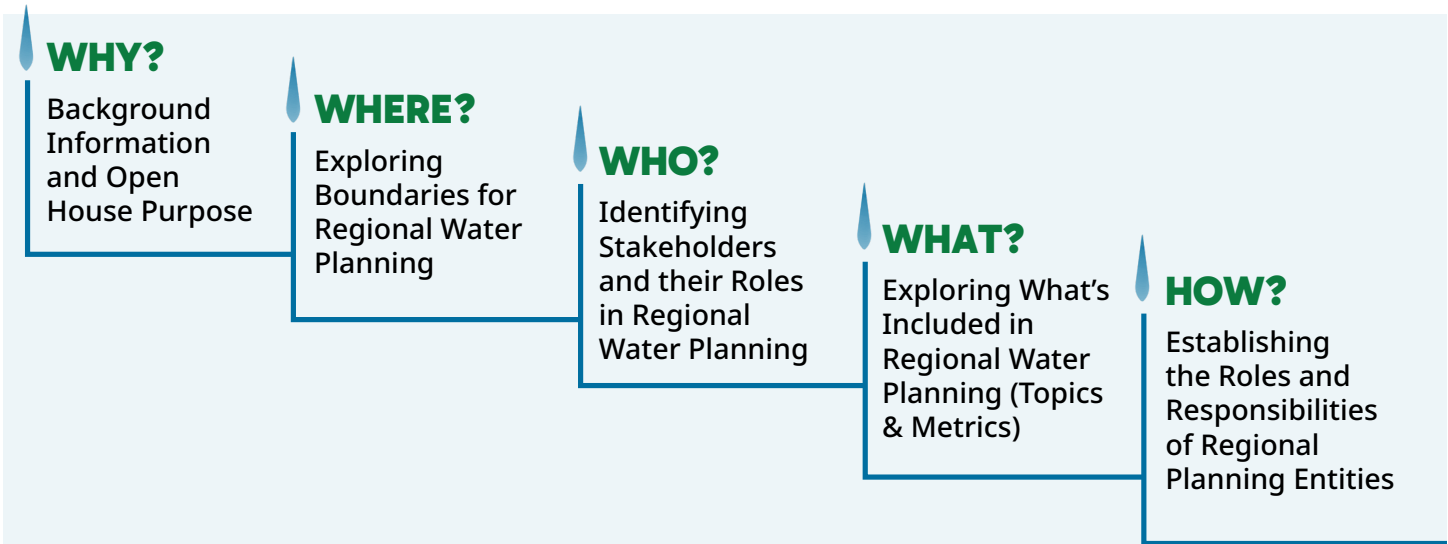 WHY?
Background
Information
and Open
House Purpose
WHERE?
Exploring
Boundaries for
Regional Water
Planning
WHO?
Identifying
Stakeholders
and their Roles
in Regional
Water Planning
WHAT?
Exploring What's
Included in
Regional Water
Planning (Topics
& Metrics)
HOW?
Establishing
the Roles and
Responsibilities
of Regional
Planning Entities